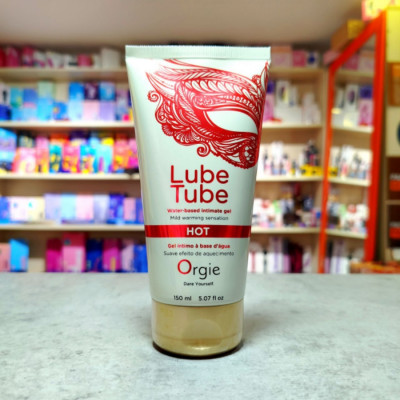 Lube
Tube
Water-based intimate gel
Mild warming sensation
HOT
Gel íntimo à base d'água
Suave efeito de aquecimento
Orgie
Dare Yourself
150 ml 5.07 fl oz